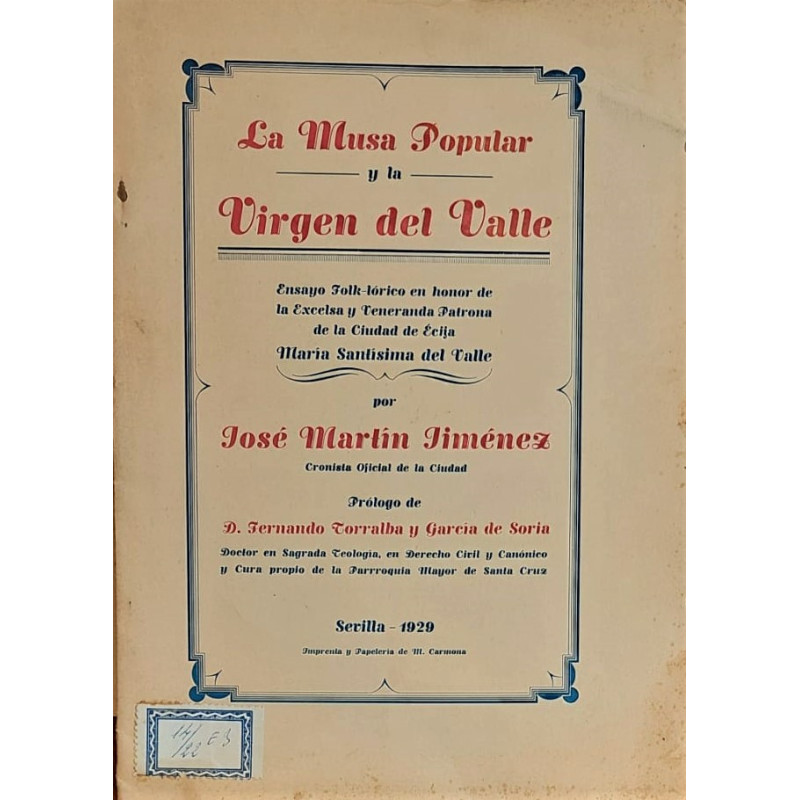 La Musa Popular
y la
Virgen del Valle
Ensayo Folk-lórico en honor de
la Excelsa y Veneranda Patrona
de la Ciudad de Écija
María Santísima del Valle
por
José Martín Jiménez
Cronista Oficial de la Ciudad
Prólogo de
D. Fernando Torralba y García de Soria
Doctor en Sagrada Teología, en Derecho Civil y Canónico
y Cura propio de la Parrroquia Mayor de Santa Cruz
Sevilla - 1929
Imprenta y Papelería de M. Carmona
14/
/22